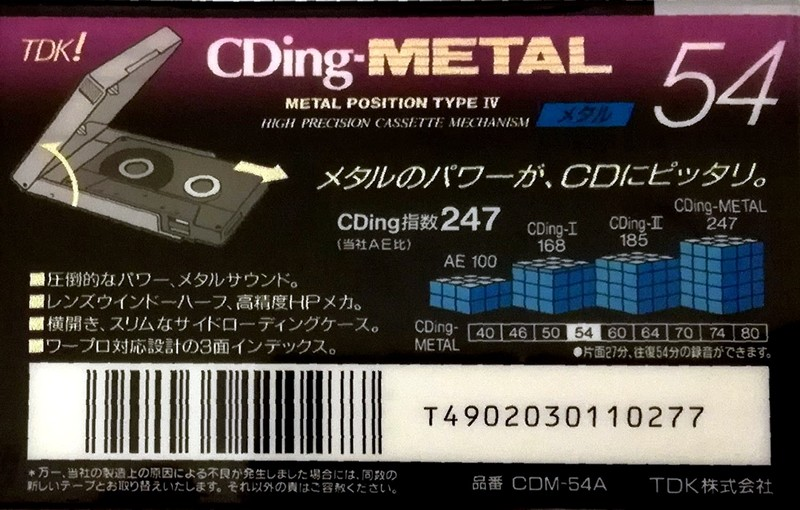 TDK!
CDing-METAL
54
METAL POSITION TYPE IV
HIGH PRECISION CASSETTE MECHANISM
メタル
メタルのパワーが、CDにピッタリ。
CDing指数247
(当社AE比)
AE 100
CDing-I
168
CDing-II
185
CDing-METAL
247
■圧倒的なパワー、メタルサウンド。
■レンズウインドーハーフ、高精度HPメカ。
■横開き、スリムなサイドローディングケース。
■ワープロ対応設計の3面インデックス。
CDing-
METAL
40 46 50 54 60 64 70 74 80
●片面27分、往復54分の録音ができます。
T4902030110277
*万一、当社の製造上の原因による不良が発生しました場合には、同数の
新しいテープとお取り替えいたします。それ以外の責はご容赦ください。
品番 CDM-54A TDK株式会社